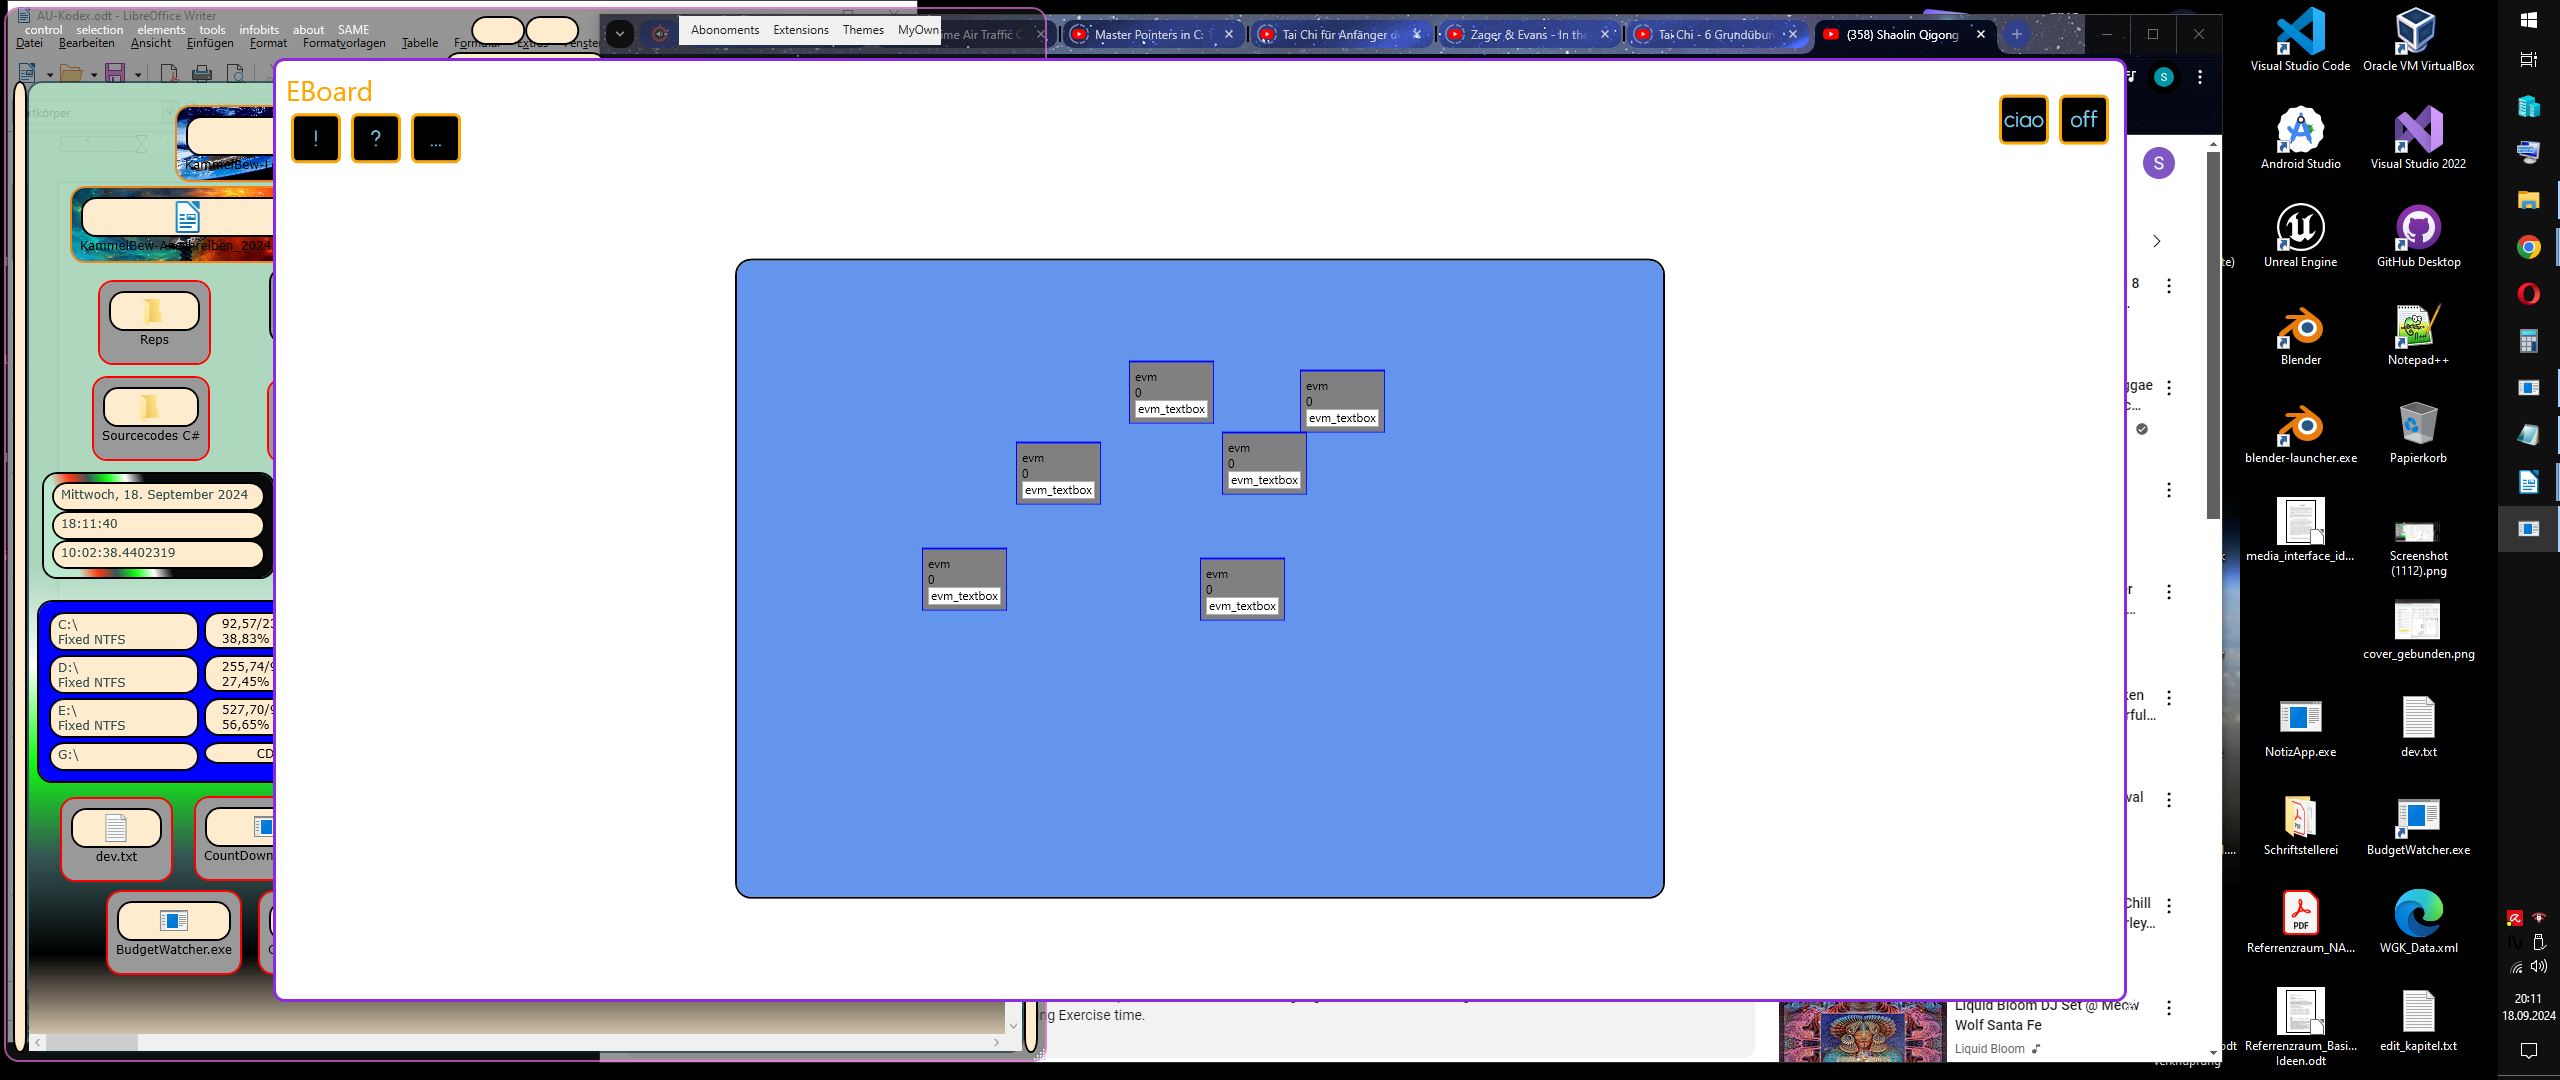 AU-Kodex.odt - LibreOffice Writer
control selection elements tools infobits about SAME
Datei Bearbeiten Ansicht Einfügen Format Formatvorlagen Tabelle Formular Extras Fenster
Abonoments Extensions Themes MyOwn
Master Pointers in C:
Tai Chi für Anfänger d
Zager & Evans - In the
Tai Chi - 6 Grundübun
(358) Shaolin Qigong
S
EBoard
! ? ...
ciao off
S
KammelBew-Anschreiben_2024
Reps
Sourcecodes C#
Mittwoch, 18. September 2024
18:11:40
10:02:38.4402319
C:\
Fixed NTFS
92,57/23
38,83%
D:\
Fixed NTFS
255,74/9
27,45%
E:\
Fixed NTFS
527,70/9
56,65%
G:\
CD
dev.txt
CountDown
BudgetWatcher.exe
evm
0
evm_textbox
evm
0
evm_textbox
evm
0
evm_textbox
evm
0
evm_textbox
evm
0
evm_textbox
evm
0
evm_textbox
8
ng Exercise time.
Liquid Bloom DJ Set @ Meow
Wolf Santa Fe
Liquid Bloom
Visual Studio Code
Oracle VM VirtualBox
Android Studio
Visual Studio 2022
Unreal Engine
GitHub Desktop
Blender
Notepad++
blender-launcher.exe
Papierkorb
media_interface_id...
Screenshot
(1112).png
cover_gebunden.png
NotizApp.exe
dev.txt
Schriftstellerei
BudgetWatcher.exe
PDF
Referrenzraum_NA...
WGK_Data.xml
Referrenzraum_Basi...
Ideen.odt
edit_kapitel.txt
20:11
18.09.2024